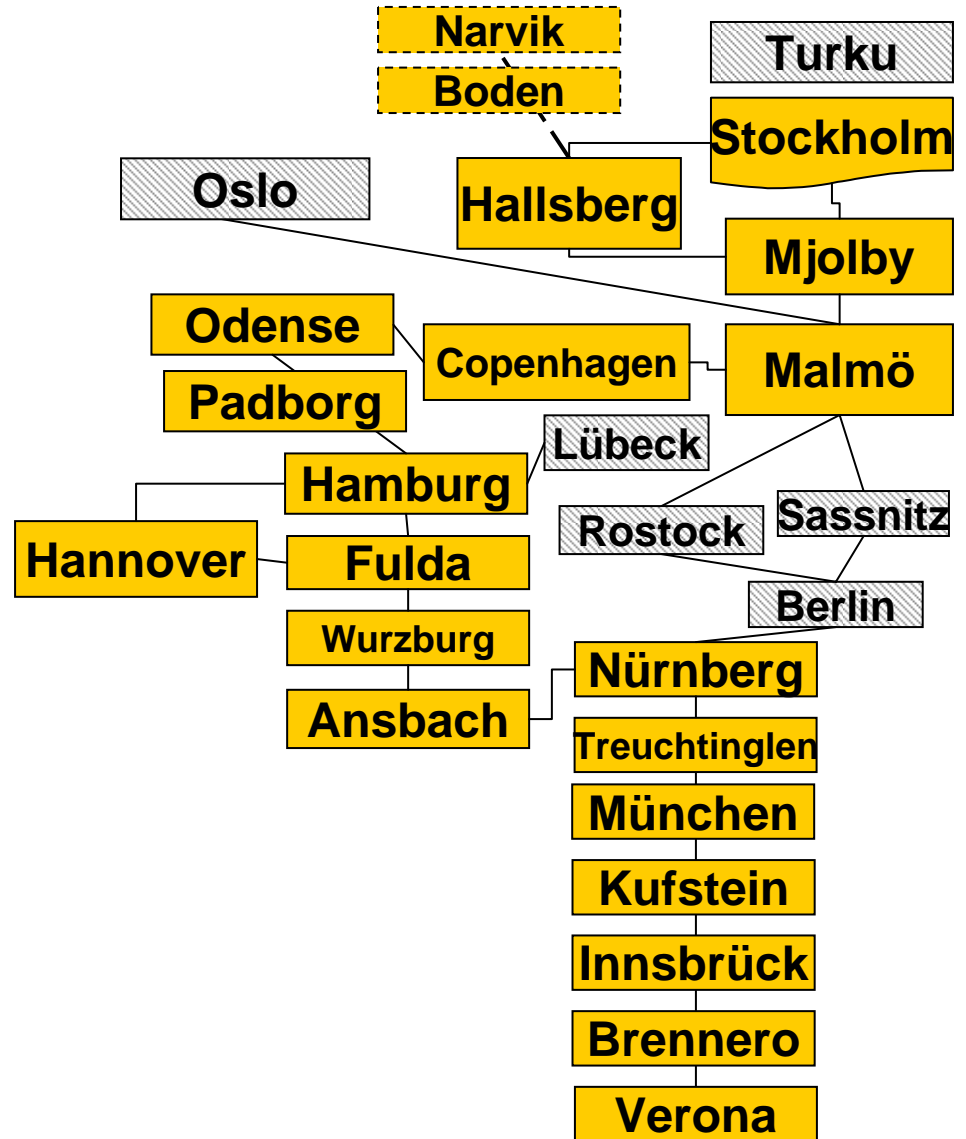 Narvik
Turku
Boden
Stockholm
Oslo
Hallsberg
Mjolby
Odense
Copenhagen
Malmö
Padborg
Lübeck
Hamburg
Sassnitz
Rostock
Hannover
Fulda
Berlin
Wurzburg
Nürnberg
Ansbach
Treuchtinglen
München
Kufstein
Innsbrück
Brennero
Verona